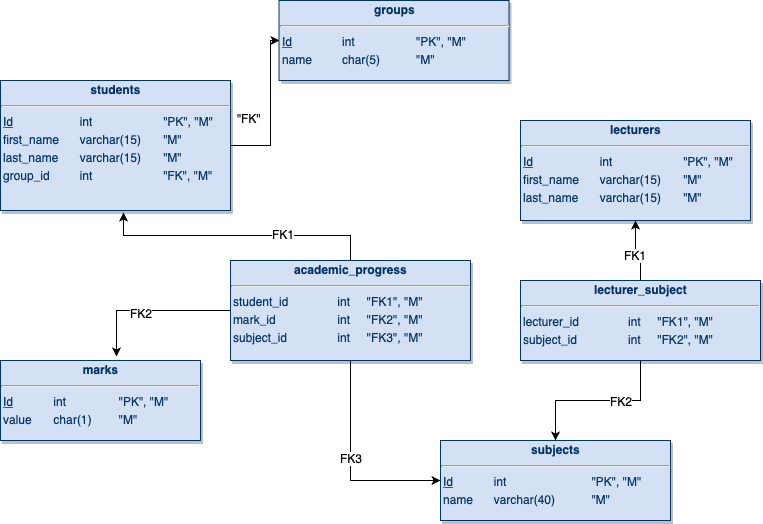 groups
Id int "PK", "M"
name char(5) "M"
students
Id int "PK", "M"
first_name varchar(15) "M"
last_name varchar(15) "M"
group_id int "FK", "M"
"FK"
lecturers
Id int "PK", "M"
first_name varchar(15) "M"
last_name varchar(15) "M"
FK1
FK1
academic_progress
student_id int "FK1", "M"
mark_id int "FK2", "M"
subject_id int "FK3", "M"
lecturer_subject
lecturer_id int "FK1", "M"
subject_id int "FK2", "M"
FK2
marks
Id int "PK", "M"
value char(1) "M"
FK2
FK3
subjects
Id int "PK", "M"
name varchar(40) "M"